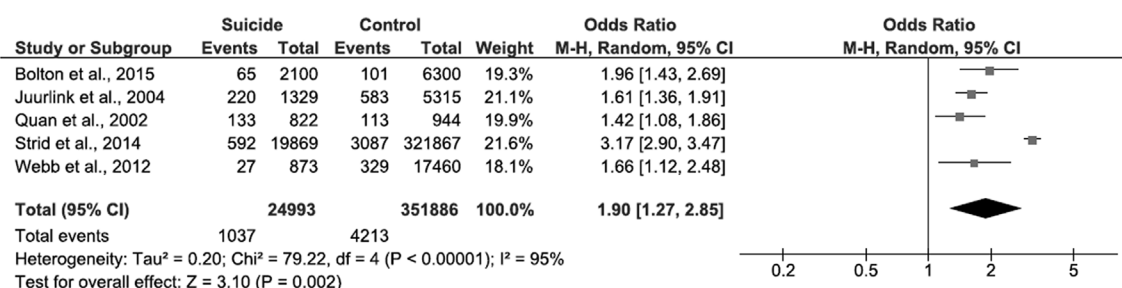 Suicide Control Odds Ratio Odds Ratio
Study or Subgroup Events Total Events Total Weight M-H, Random, 95% CI M-H, Random, 95% CI
Bolton et al., 2015 65 2100 101 6300 19.3% 1.96 [1.43, 2.69]
Juurlink et al., 2004 220 1329 583 5315 21.1% 1.61 [1.36, 1.91]
Quan et al., 2002 133 822 113 944 19.9% 1.42 [1.08, 1.86]
Strid et al., 2014 592 19869 3087 321867 21.6% 3.17 [2.90, 3.47]
Webb et al., 2012 27 873 329 17460 18.1% 1.66 [1.12, 2.48]
Total (95% CI) 24993 351886 100.0% 1.90 [1.27, 2.85]
Total events 1037 4213
Heterogeneity: Tau² = 0.20; Chi² = 79.22, df = 4 (P < 0.00001); I² = 95%
Test for overall effect: Z = 3.10 (P = 0.002)
0.2 0.5 1 2 5